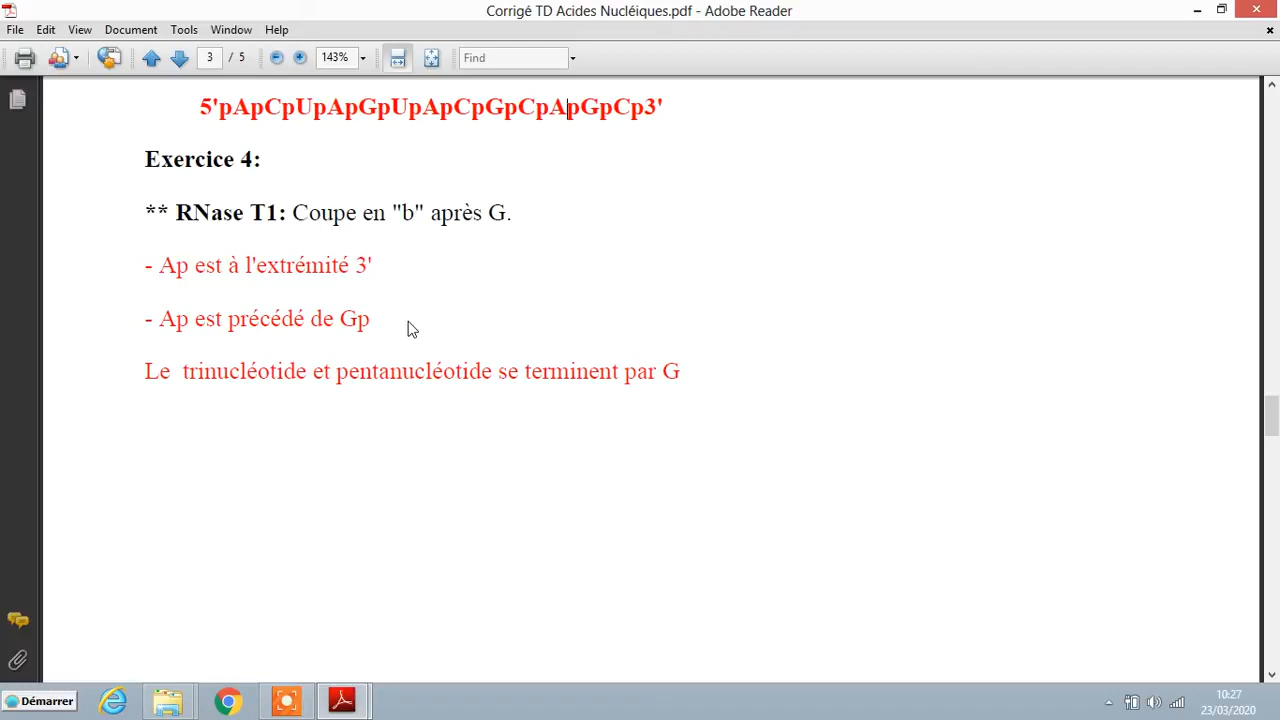 Corrigé TD Acides Nucléiques.pdf - Adobe Reader
File Edit View Document Tools Window Help
3 / 5 143% Find
5'pApCpUpApGpUpApCpGpCpApGpCp3'
Exercice 4:
** RNase T1: Coupe en "b" après G.
- Ap est à l'extrémité 3'
- Ap est précédé de Gp
Le trinucléotide et pentanucléotide se terminent par G
Démarrer
10:27
23/03/2020